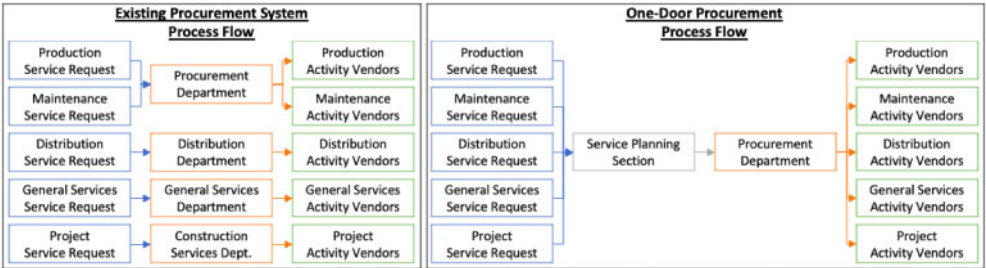 Existing Procurement System
Process Flow
Production
Service Request
Maintenance
Service Request
Procurement
Department
Production
Activity Vendors
Maintenance
Activity Vendors
Distribution
Service Request
Distribution
Department
Distribution
Activity Vendors
General Services
Service Request
General Services
Department
General Services
Activity Vendors
Project
Service Request
Construction
Services Dept.
Project
Activity Vendors
One-Door Procurement
Process Flow
Production
Service Request
Maintenance
Service Request
Distribution
Service Request
General Services
Service Request
Project
Service Request
Service Planning
Section
Procurement
Department
Production
Activity Vendors
Maintenance
Activity Vendors
Distribution
Activity Vendors
General Services
Activity Vendors
Project
Activity Vendors